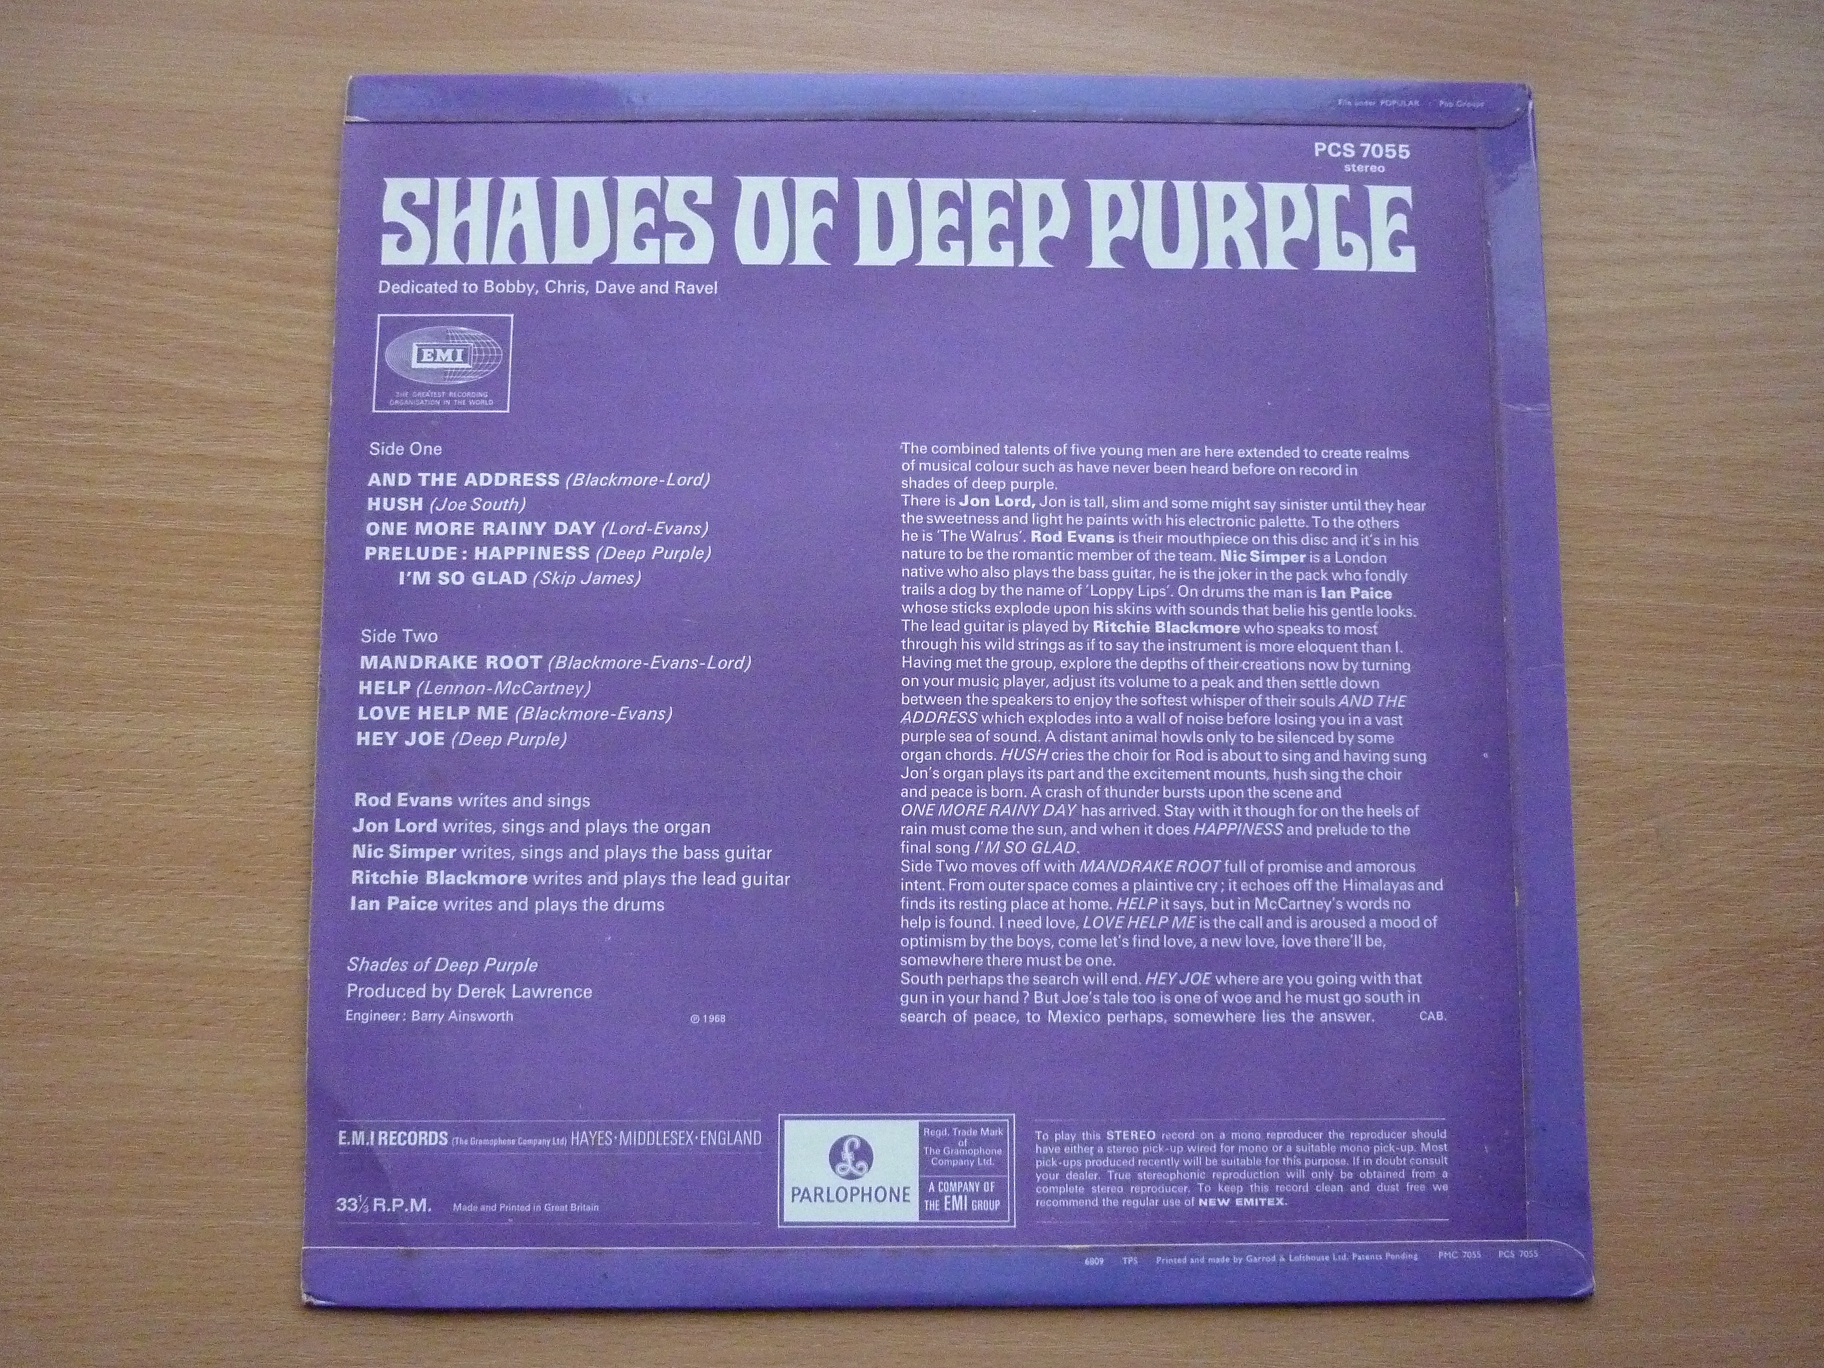 File under POPULAR : Pop Groups
PCS 7055
stereo
SHADES OF DEEP PURPLE
Dedicated to Bobby, Chris, Dave and Ravel
EMI
THE GREATEST RECORDING
ORGANISATION IN THE WORLD
Side One
AND THE ADDRESS (Blackmore-Lord)
HUSH (Joe South)
ONE MORE RAINY DAY (Lord-Evans)
PRELUDE: HAPPINESS (Deep Purple)
I'M SO GLAD (Skip James)
Side Two
MANDRAKE ROOT (Blackmore-Evans-Lord)
HELP (Lennon-McCartney)
LOVE HELP ME (Blackmore-Evans)
HEY JOE (Deep Purple)
Rod Evans writes and sings
Jon Lord writes, sings and plays the organ
Nic Simper writes, sings and plays the bass guitar
Ritchie Blackmore writes and plays the lead guitar
Ian Paice writes and plays the drums
Shades of Deep Purple
Produced by Derek Lawrence
Engineer: Barry Ainsworth
℗ 1968
The combined talents of five young men are here extended to create realms
of musical colour such as have never been heard before on record in
shades of deep purple.
There is Jon Lord, Jon is tall, slim and some might say sinister until they hear
the sweetness and light he paints with his electronic palette. To the others
he is 'The Walrus'. Rod Evans is their mouthpiece on this disc and it's in his
nature to be the romantic member of the team. Nic Simper is a London
native who also plays the bass guitar, he is the joker in the pack who fondly
trails a dog by the name of 'Loppy Lips'. On drums the man is Ian Paice
whose sticks explode upon his skins with sounds that belie his gentle looks.
The lead guitar is played by Ritchie Blackmore who speaks to most
through his wild strings as if to say the instrument is more eloquent than I.
Having met the group, explore the depths of their creations now by turning
on your music player, adjust its volume to a peak and then settle down
between the speakers to enjoy the softest whisper of their souls AND THE
ADDRESS which explodes into a wall of noise before losing you in a vast
purple sea of sound. A distant animal howls only to be silenced by some
organ chords. HUSH cries the choir for Rod is about to sing and having sung
Jon's organ plays its part and the excitement mounts, hush sing the choir
and peace is born. A crash of thunder bursts upon the scene and
ONE MORE RAINY DAY has arrived. Stay with it though for on the heels of
rain must come the sun, and when it does HAPPINESS and prelude to the
final song I'M SO GLAD.
Side Two moves off with MANDRAKE ROOT full of promise and amorous
intent. From outer space comes a plaintive cry; it echoes off the Himalayas and
finds its resting place at home. HELP it says, but in McCartney's words no
help is found. I need love, LOVE HELP ME is the call and is aroused a mood of
optimism by the boys, come let's find love, a new love, love there'll be,
somewhere there must be one.
South perhaps the search will end. HEY JOE where are you going with that
gun in your hand? But Joe's tale too is one of woe and he must go south in
search of peace, to Mexico perhaps, somewhere lies the answer. CAB.
E.M.I RECORDS (The Gramophone Company Ltd) HAYES·MIDDLESEX·ENGLAND
33⅓ R.P.M. Made and Printed in Great Britain
£
PARLOPHONE
Regd. Trade Mark
of
The Gramophone
Company Ltd.
A COMPANY OF
THE EMI GROUP
To play this STEREO record on a mono reproducer the reproducer should
have either a stereo pick-up wired for mono or a suitable mono pick-up. Most
pick-ups produced recently will be suitable for this purpose. If in doubt consult
your dealer. True stereophonic reproduction will only be obtained from a
complete stereo reproducer. To keep this record clean and dust free we
recommend the regular use of NEW EMITEX.
6809 TPS Printed and made by Garrod & Lofthouse Ltd. Patents Pending PMC 7055 PCS 7055